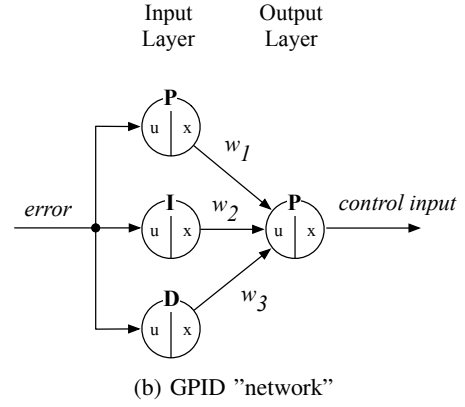 Input Output
Layer Layer
P
u x
w1
error
I
u x
w2
P
u x
control input
D
u x
w3
(b) GPID ”network”